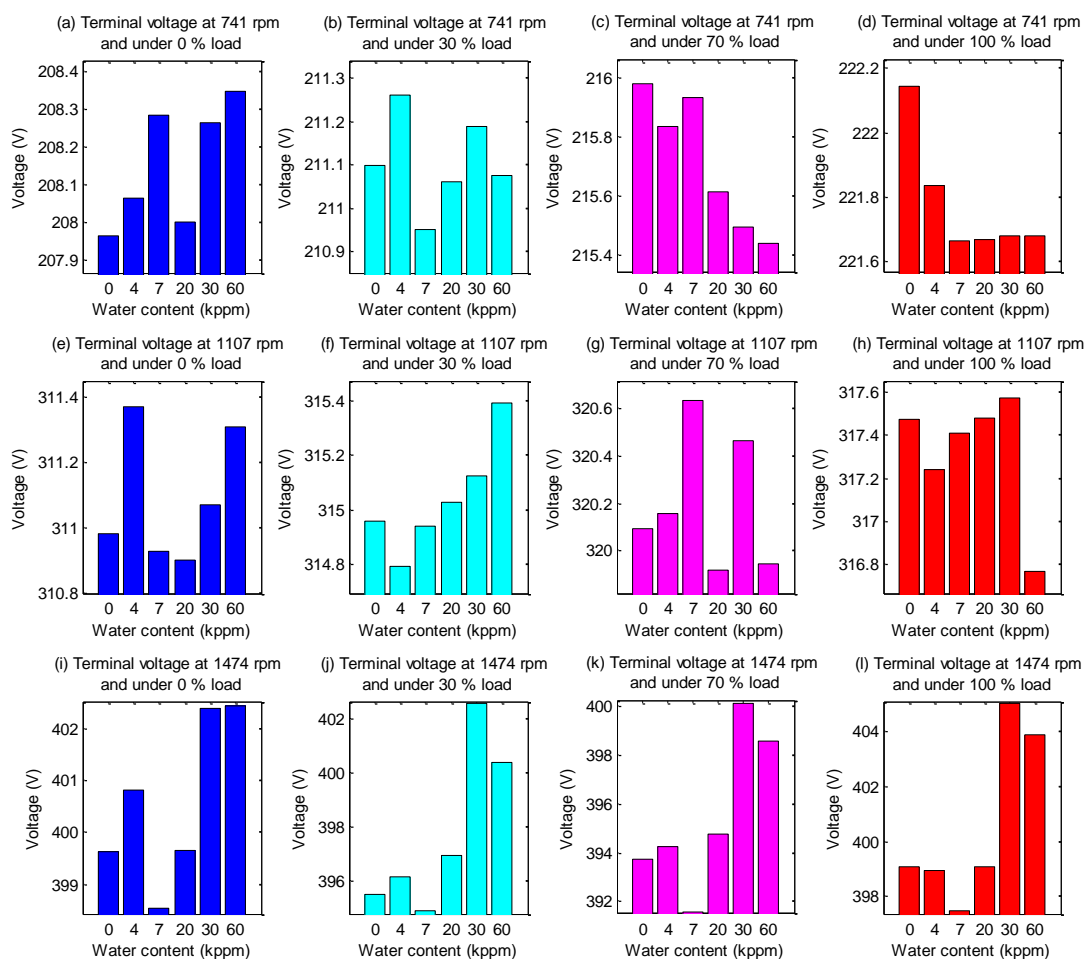 (a) Terminal voltage at 741 rpm
and under 0 % load
208.4
208.3
208.2
208.1
208
207.9
Voltage (V)
0 4 7 20 30 60
Water content (kppm)
(b) Terminal voltage at 741 rpm
and under 30 % load
211.3
211.2
211.1
211
210.9
Voltage (V)
0 4 7 20 30 60
Water content (kppm)
(c) Terminal voltage at 741 rpm
and under 70 % load
216
215.8
215.6
215.4
Voltage (V)
0 4 7 20 30 60
Water content (kppm)
(d) Terminal voltage at 741 rpm
and under 100 % load
222.2
222
221.8
221.6
Voltage (V)
0 4 7 20 30 60
Water content (kppm)
(e) Terminal voltage at 1107 rpm
and under 0 % load
311.4
311.2
311
310.8
Voltage (V)
0 4 7 20 30 60
Water content (kppm)
(f) Terminal voltage at 1107 rpm
and under 30 % load
315.4
315.2
315
314.8
Voltage (V)
0 4 7 20 30 60
Water content (kppm)
(g) Terminal voltage at 1107 rpm
and under 70 % load
320.6
320.4
320.2
320
Voltage (V)
0 4 7 20 30 60
Water content (kppm)
(h) Terminal voltage at 1107 rpm
and under 100 % load
317.6
317.4
317.2
317
316.8
Voltage (V)
0 4 7 20 30 60
Water content (kppm)
(i) Terminal voltage at 1474 rpm
and under 0 % load
402
401
400
399
Voltage (V)
0 4 7 20 30 60
Water content (kppm)
(j) Terminal voltage at 1474 rpm
and under 30 % load
402
400
398
396
Voltage (V)
0 4 7 20 30 60
Water content (kppm)
(k) Terminal voltage at 1474 rpm
and under 70 % load
400
398
396
394
392
Voltage (V)
0 4 7 20 30 60
Water content (kppm)
(l) Terminal voltage at 1474 rpm
and under 100 % load
404
402
400
398
Voltage (V)
0 4 7 20 30 60
Water content (kppm)